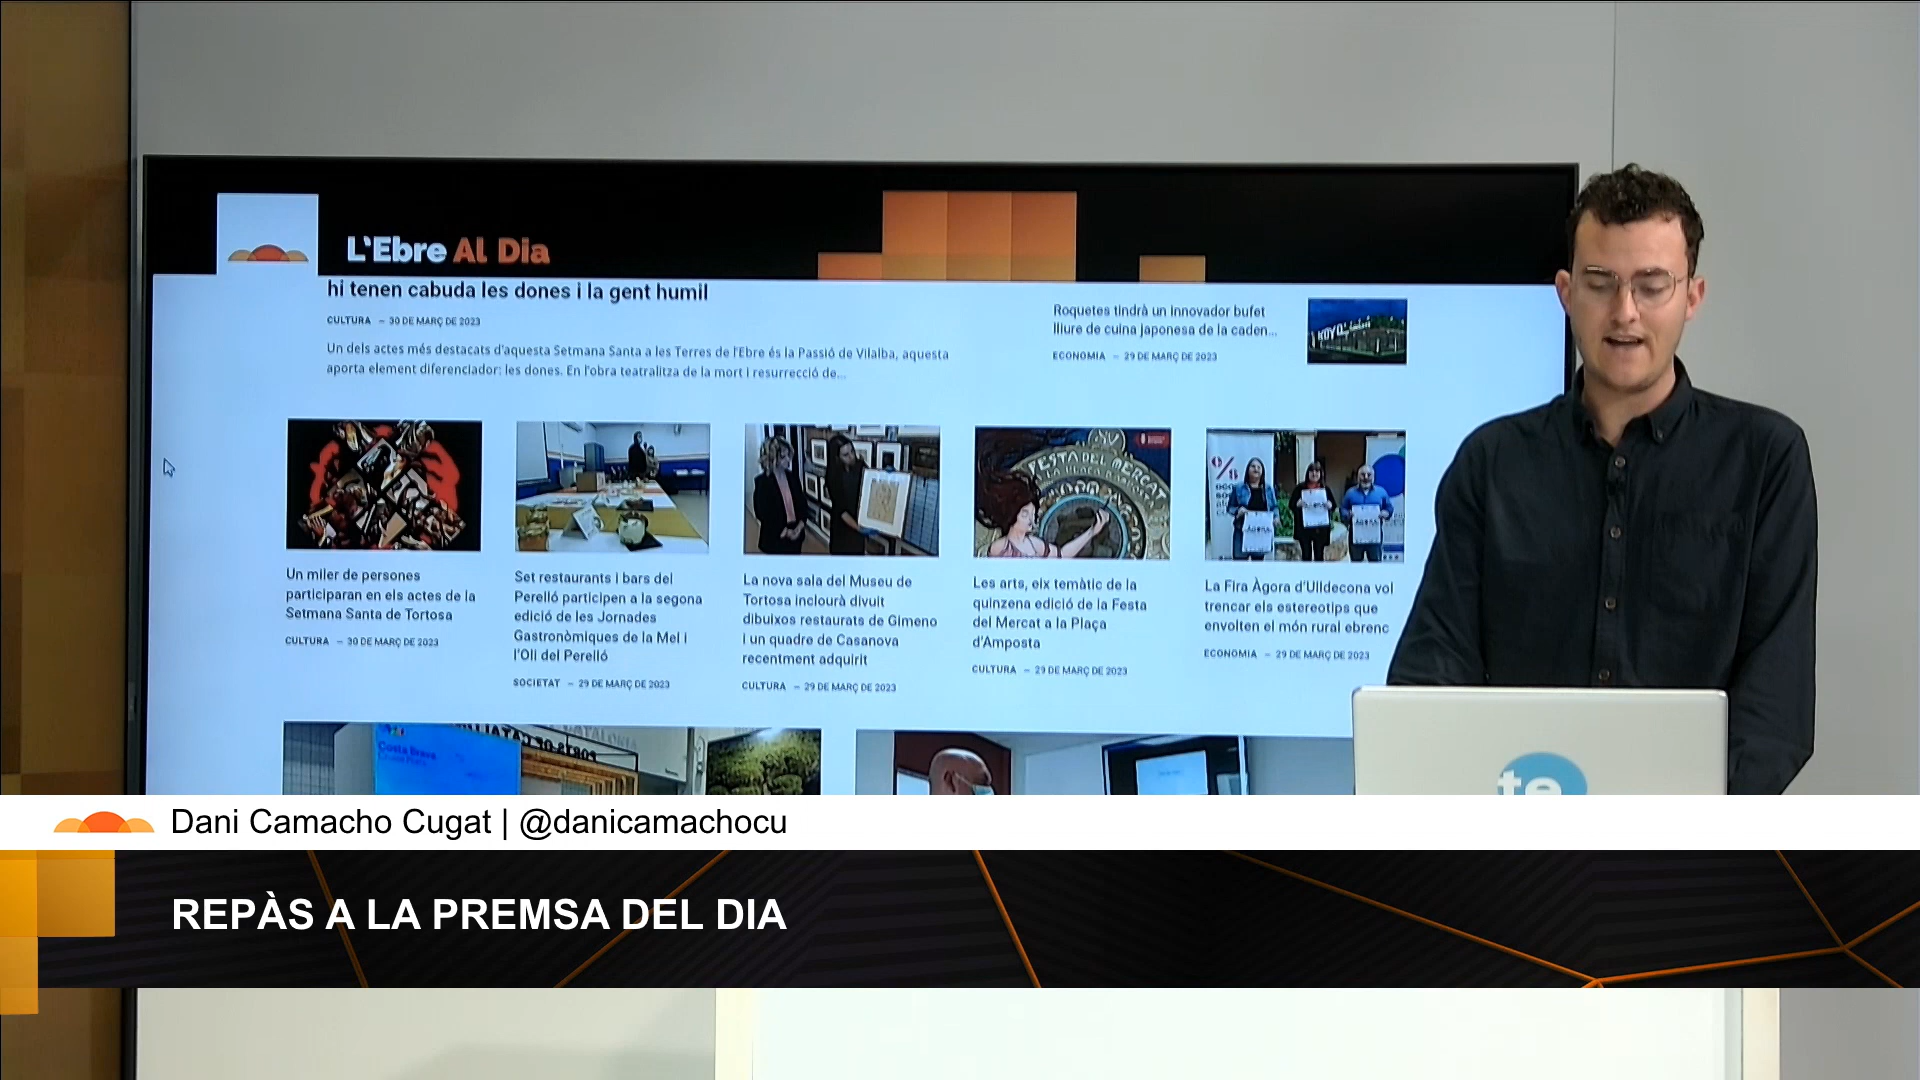 L'Ebre Al Dia
hi tenen cabuda les dones i la gent humil
CULTURA – 30 DE MARÇ DE 2023
Un dels actes més destacats d'aquesta Setmana Santa a les Terres de l'Ebre és la Passió de Vilalba, aquesta
aporta element diferenciador: les dones. En l'obra teatralitza de la mort i resurrecció de...
Roquetes tindrà un innovador bufet
lliure de cuina japonesa de la caden...
ECONOMIA – 29 DE MARÇ DE 2023
FESTA DEL MERCAT
Un miler de persones
participaran en els actes de la
Setmana Santa de Tortosa
CULTURA – 30 DE MARÇ DE 2023
Set restaurants i bars del
Perelló participen a la segona
edició de les Jornades
Gastronòmiques de la Mel i
l'Oli del Perelló
SOCIETAT – 29 DE MARÇ DE 2023
La nova sala del Museu de
Tortosa inclourà divuit
dibuixos restaurats de Gimeno
i un quadre de Casanova
recentment adquirit
CULTURA – 29 DE MARÇ DE 2023
Les arts, eix temàtic de la
quinzena edició de la Festa
del Mercat a la Plaça
d'Amposta
CULTURA – 29 DE MARÇ DE 2023
La Fira Àgora d'Ulldecona vol
trencar els estereotips que
envolten el món rural ebrenc
ECONOMIA – 29 DE MARÇ DE 2023
Costa Brava
te
Dani Camacho Cugat | @danicamachocu
REPÀS A LA PREMSA DEL DIA